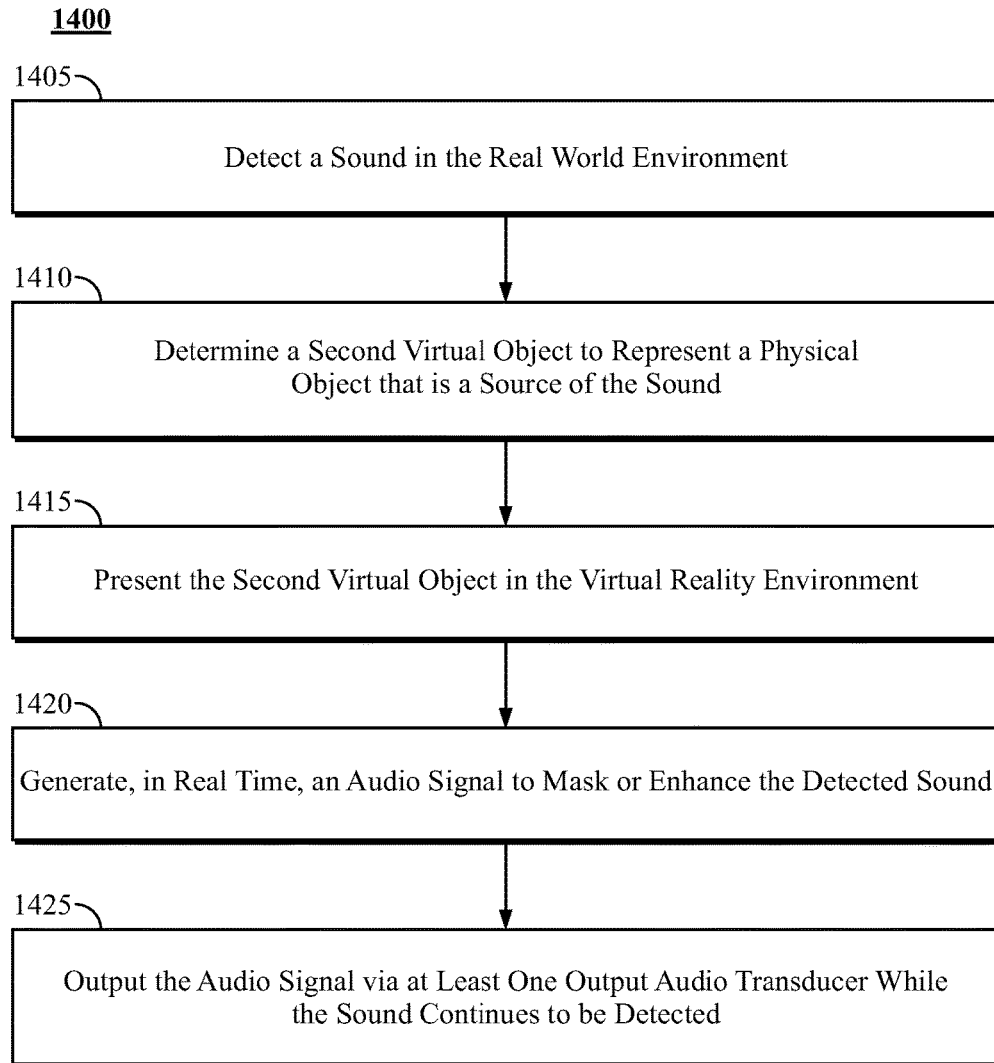 1400
1405
Detect a Sound in the Real World Environment
1410
Determine a Second Virtual Object to Represent a Physical
Object that is a Source of the Sound
1415
Present the Second Virtual Object in the Virtual Reality Environment
1420
Generate, in Real Time, an Audio Signal to Mask or Enhance the Detected Sound
1425
Output the Audio Signal via at Least One Output Audio Transducer While
the Sound Continues to be Detected